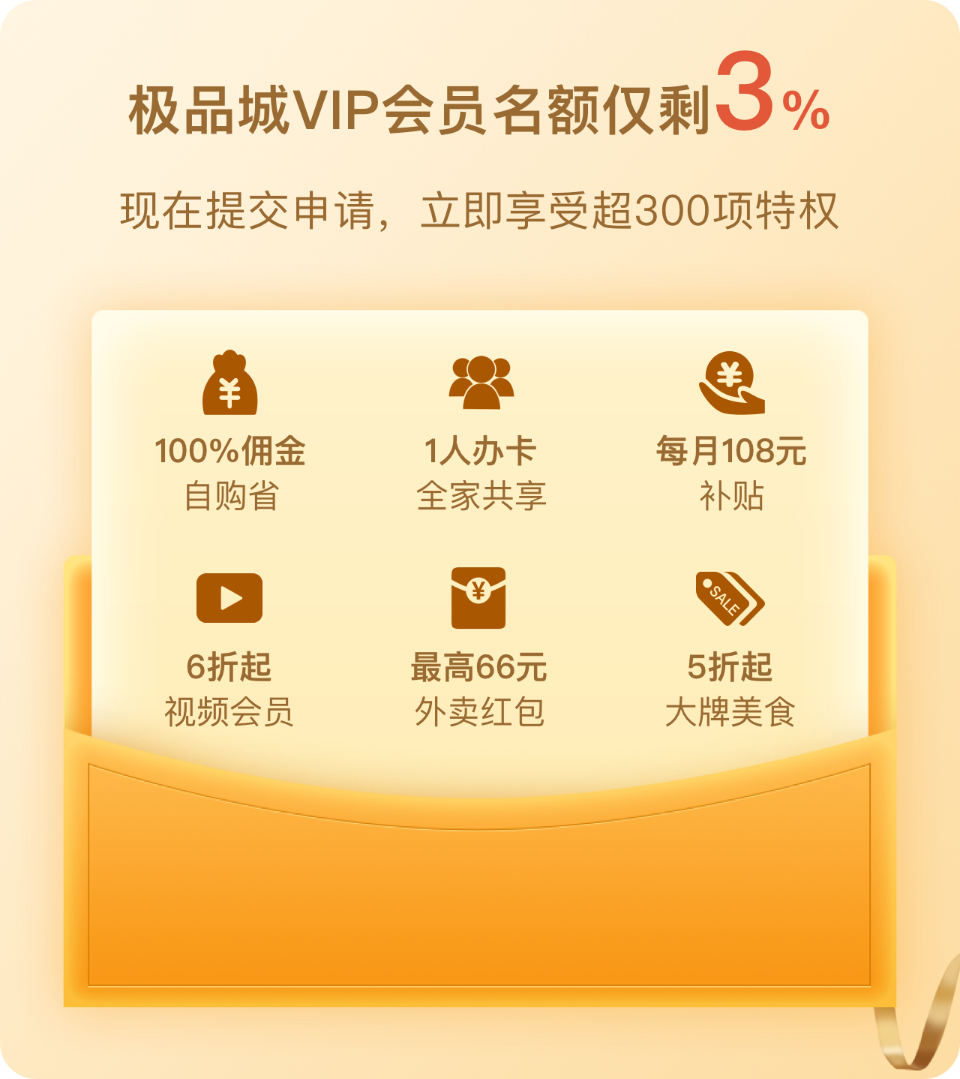 极品城VIP会员名额仅剩3%
现在提交申请，立即享受超300项特权
¥
¥
100%佣金
1人办卡
每月108元
自购省
全家共享
补贴
¥
SALE
6折起
最高66元
5折起
视频会员
外卖红包
大牌美食